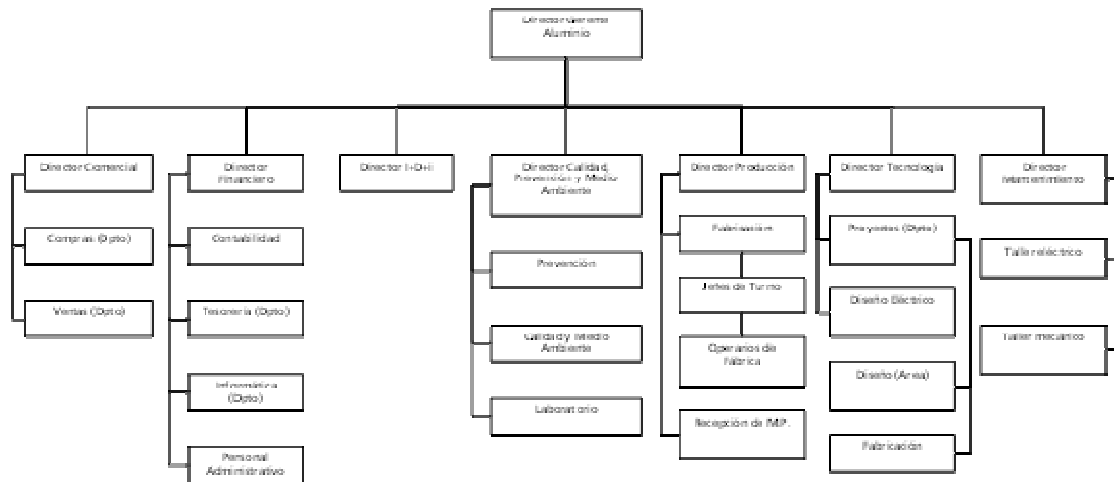 Director Gerente
Aluminio
Director Comercial
Director
Financiero
Director I+D+i
Director Calidad,
Prevención y Medio
Ambiente
Director Producción
Director Tecnología
Director
Mantenimiento
Compras (Dpto)
Contabilidad
Prevención
Fabricación
Proyectos (Dpto)
Taller eléctrico
Ventas (Dpto)
Tesorería (Dpto)
Calidad y Medio
Ambiente
Jefes de Turno
Diseño Eléctrico
Taller mecánico
Informática
(Dpto)
Laboratorio
Operarios de
Fábrica
Diseño (Area)
Personal
Administrativo
Recepción de M.P.
Fabricación